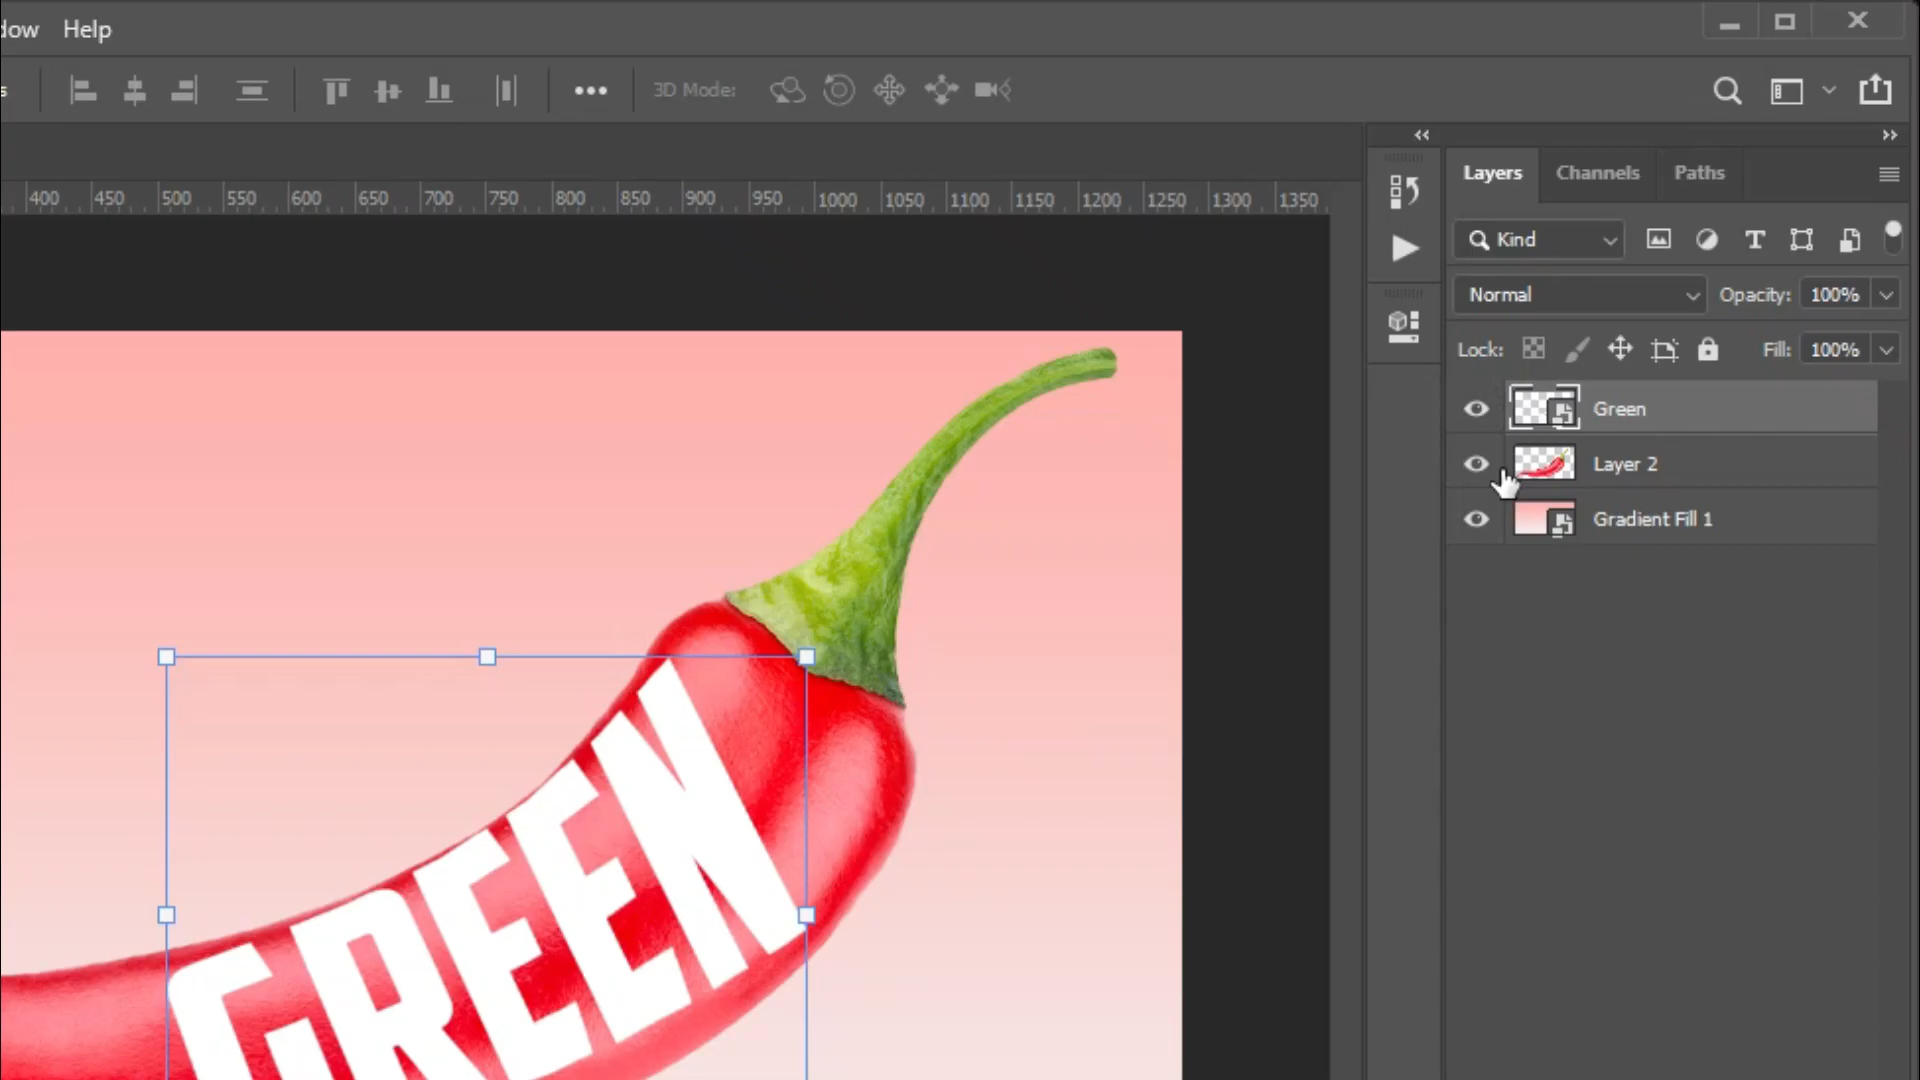 Help
3D Mode:
400 450 500 550 600 650 700 750 800 850 900 950 1000 1050 1100 1150 1200 1250 1300 1350
Layers Channels Paths
Kind
Normal Opacity: 100%
Lock: Fill: 100%
Green
Layer 2
Gradient Fill 1
GREEN